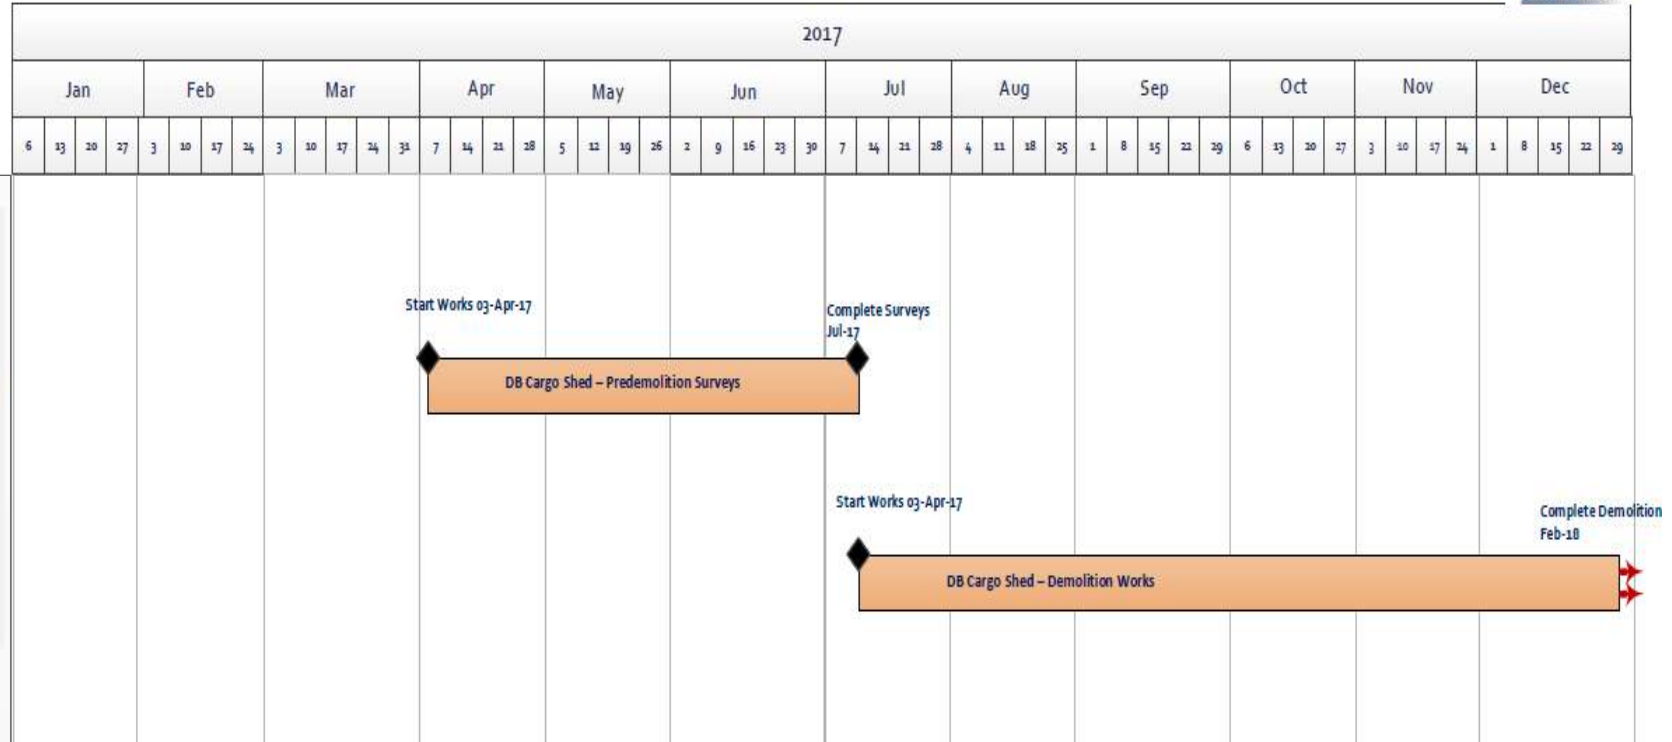 2017
Jan Feb Mar Apr May Jun Jul Aug Sep Oct Nov Dec
6 13 20 27 3 10 17 24 3 10 17 24 31 7 14 21 28 5 12 19 26 2 9 16 23 30 7 14 21 28 4 11 18 25 1 8 15 22 29 6 13 20 27 3 10 17 24 1 8 15 22 29
Start Works 03-Apr-17
Complete Surveys
Jul-17
DB Cargo Shed – Predemolition Surveys
Start Works 03-Apr-17
Complete Demolition
Feb-18
DB Cargo Shed – Demolition Works